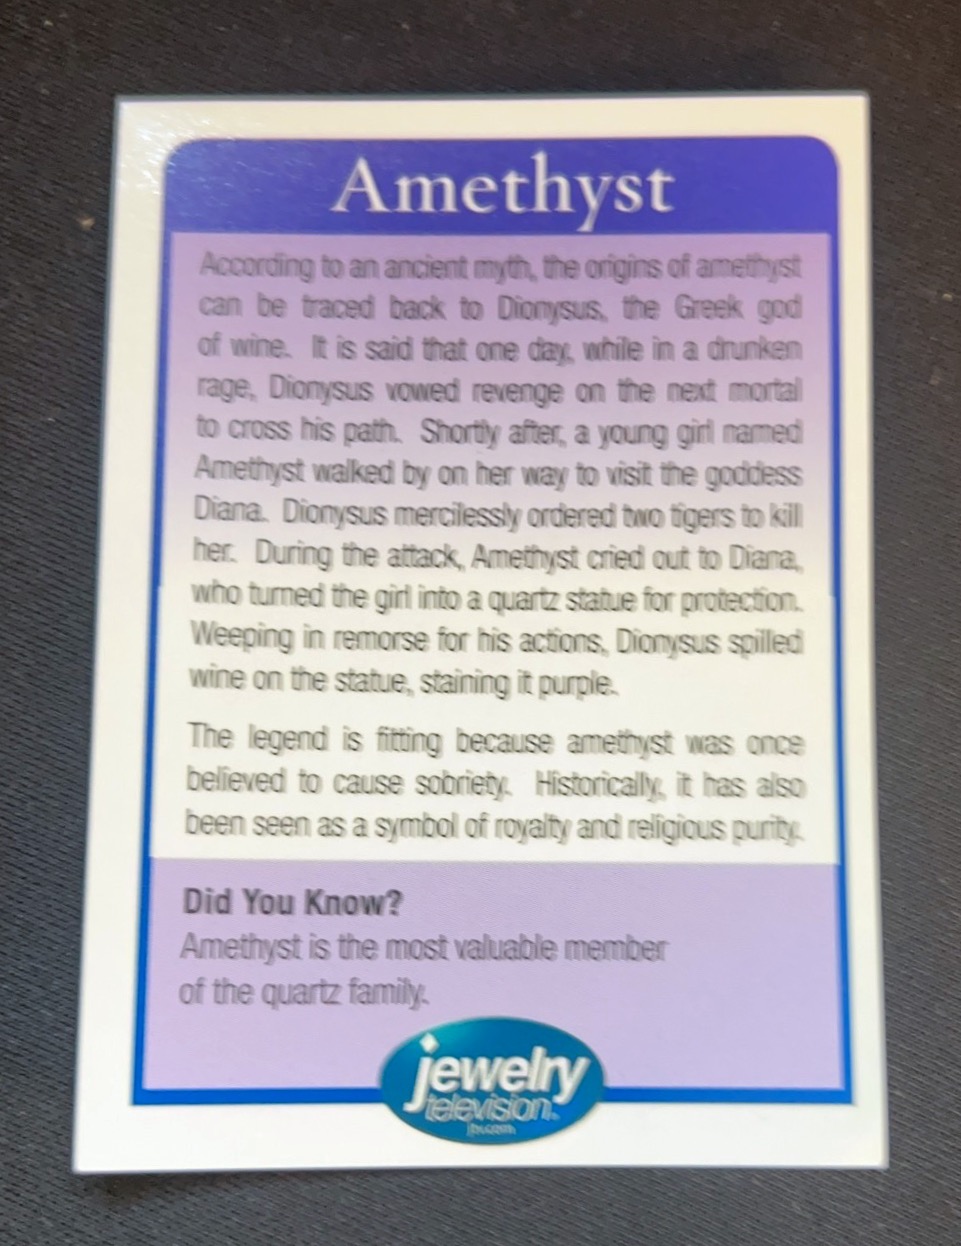 Amethyst
According to an ancient myth, the origins of amethyst
can be traced back to Dionysus, the Greek god
of wine. It is said that one day, while in a drunken
rage, Dionysus vowed revenge on the next mortal
to cross his path. Shortly after, a young girl named
Amethyst walked by on her way to visit the goddess
Diana. Dionysus mercilessly ordered two tigers to kill
her. During the attack, Amethyst cried out to Diana,
who turned the girl into a quartz statue for protection.
Weeping in remorse for his actions, Dionysus spilled
wine on the statue, staining it purple.
The legend is fitting because amethyst was once
believed to cause sobriety. Historically, it has also
been seen as a symbol of royalty and religious purity.
Did You Know?
Amethyst is the most valuable member
of the quartz family.
jewelry
television.
jtv.com